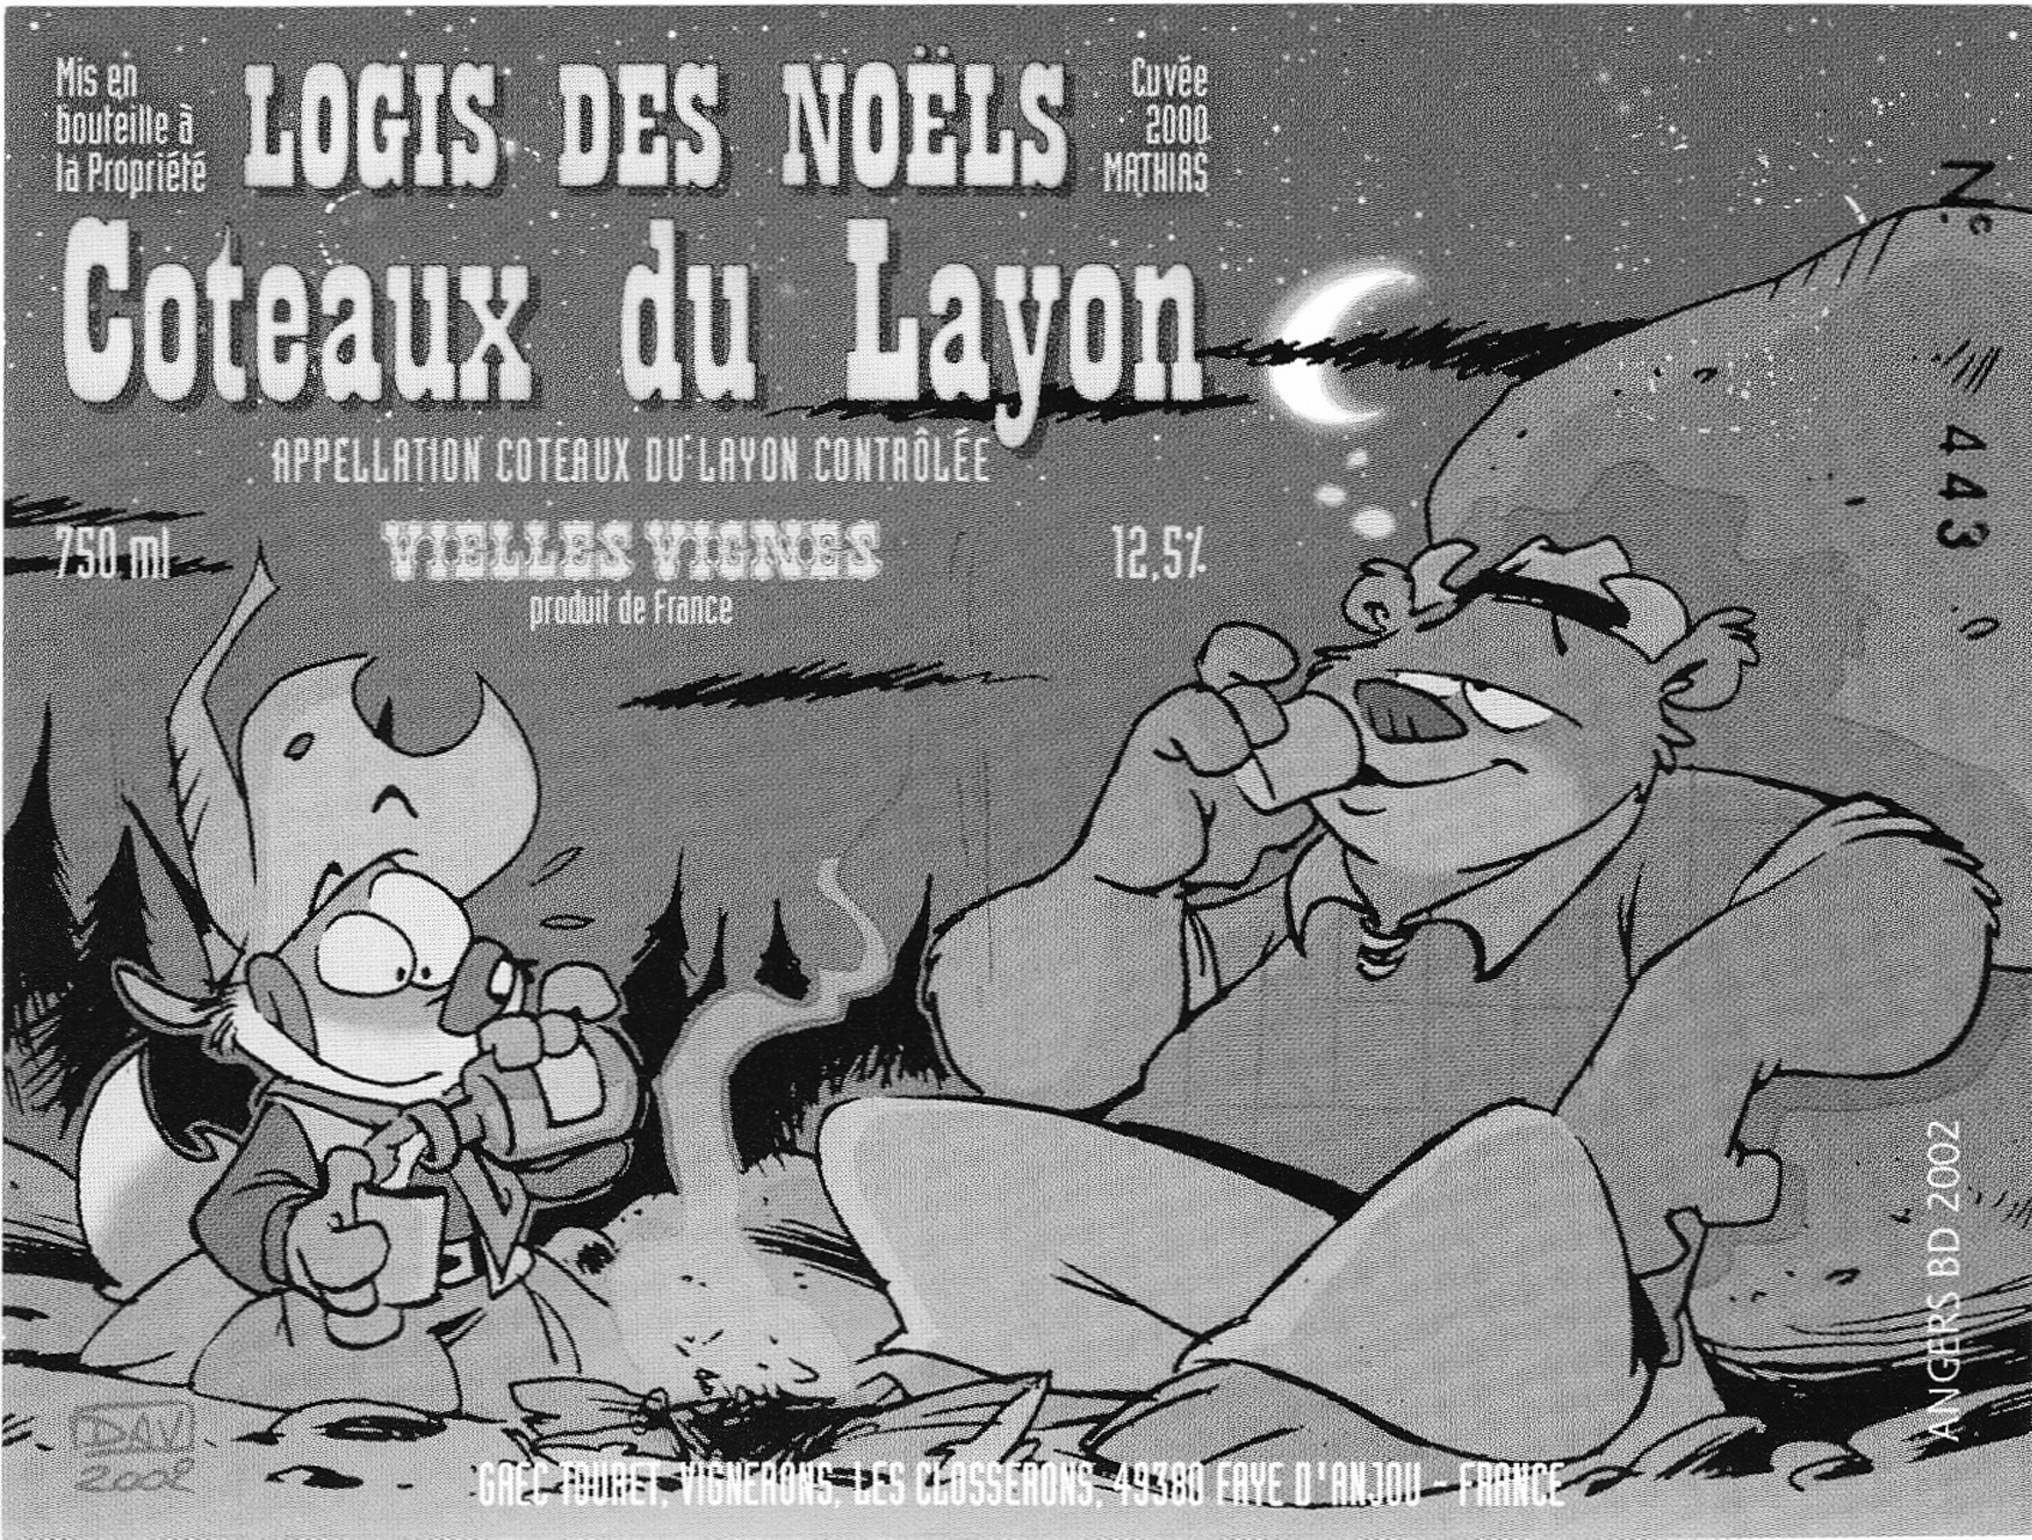 Mis en
bouteille à
la Propriété
LOGIS DES NOËLS
Cuvée
2000
MATHIAS
Coteaux du Layon
APPELLATION COTEAUX DU LAYON CONTRÔLÉE
750 ml
VIELLES VIGNES
12,5%
produit de France
N.º
443
ANGERS BD 2002
DAV
2002
GAEC TOURET, VIGNERONS, LES CLOSSERONS, 49380 FAYE D'ANJOU - FRANCE